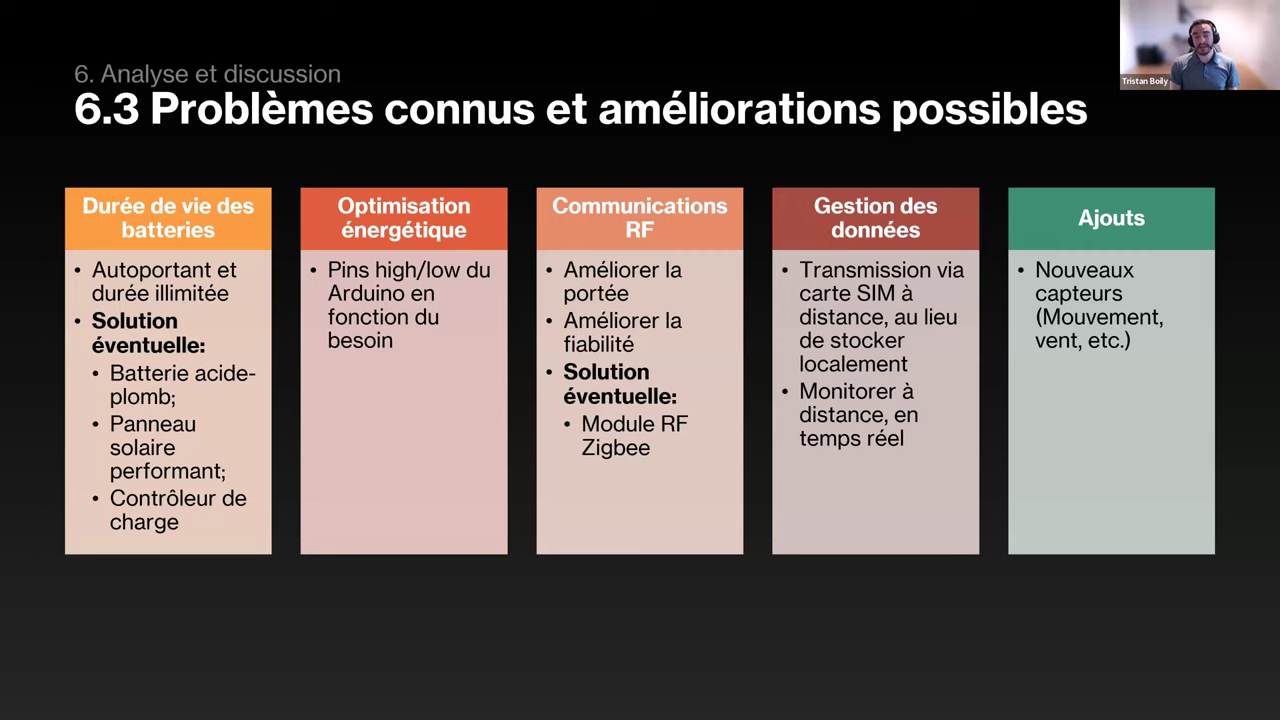 6. Analyse et discussion
6.3 Problèmes connus et améliorations possibles
Tristan Boily
Durée de vie des
batteries
• Autoportant et
durée illimitée
• Solution
éventuelle:
• Batterie acide-
plomb;
• Panneau
solaire
performant;
• Contrôleur de
charge
Optimisation
énergétique
• Pins high/low du
Arduino en
fonction du
besoin
Communications
RF
• Améliorer la
portée
• Améliorer la
fiabilité
• Solution
éventuelle:
• Module RF
Zigbee
Gestion des
données
• Transmission via
carte SIM à
distance, au lieu
de stocker
localement
• Monitorer à
distance, en
temps réel
Ajouts
• Nouveaux
capteurs
(Mouvement,
vent, etc.)